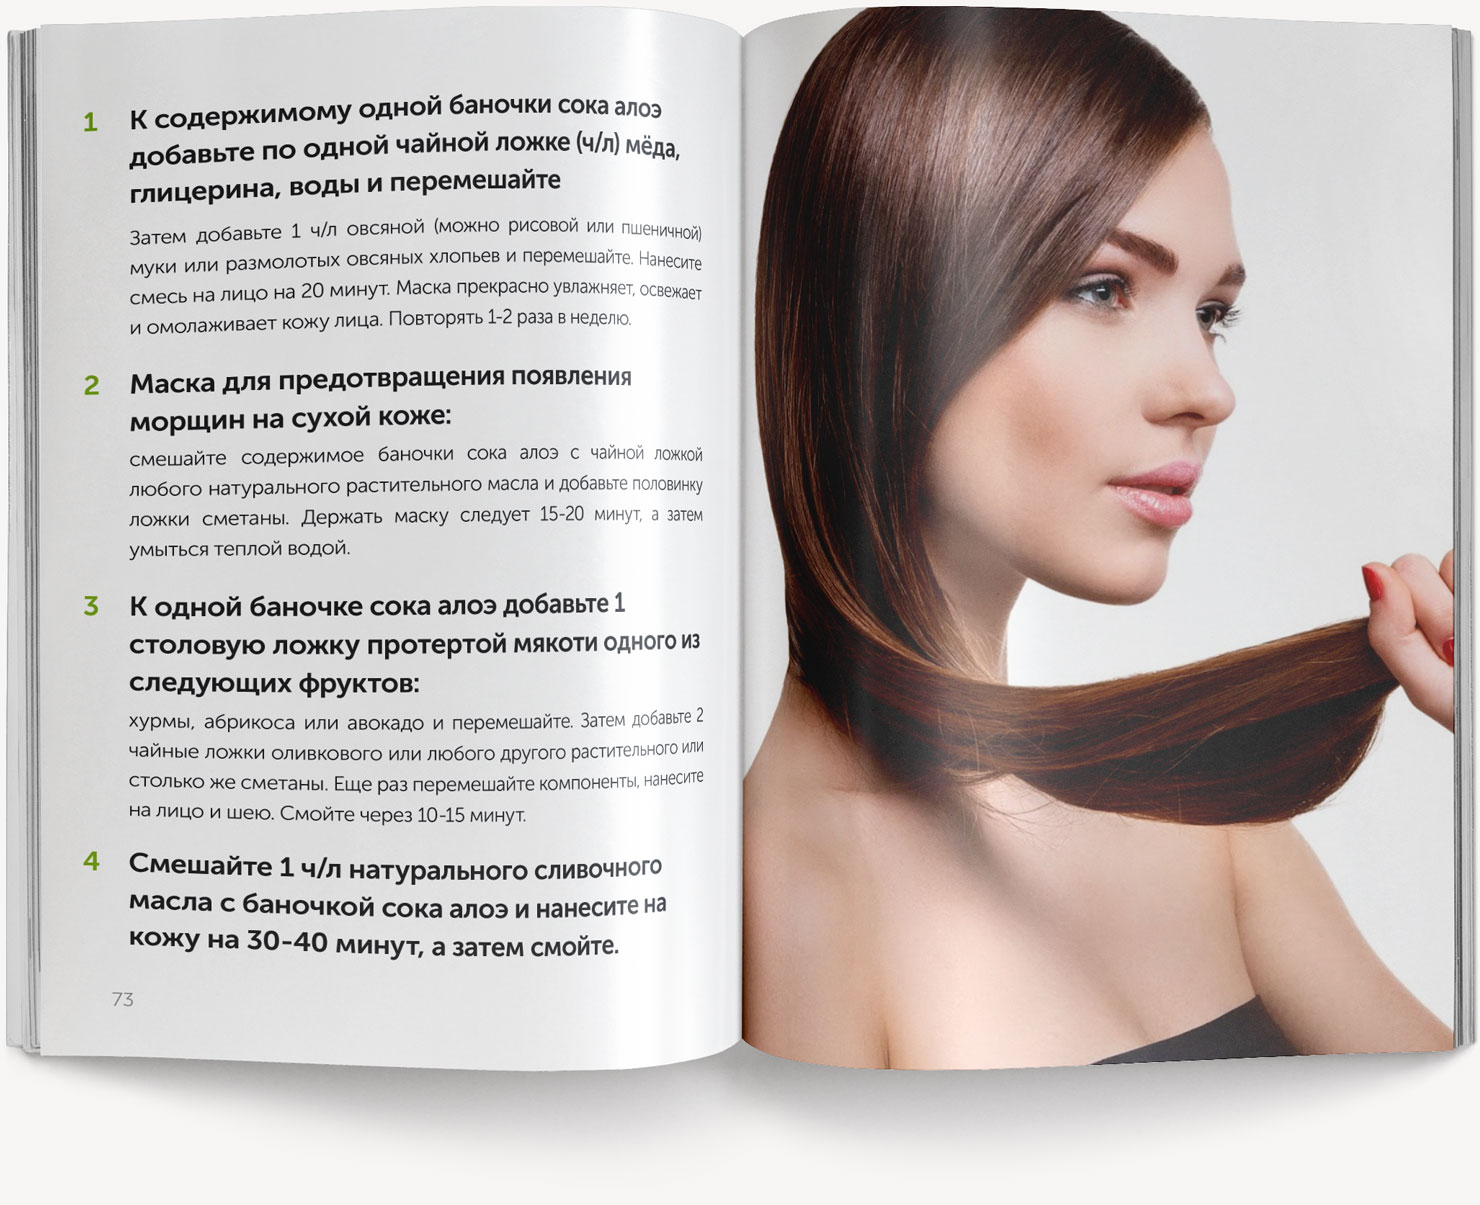 1 К содержимому одной баночки сока алоэ
добавьте по одной чайной ложке (ч/л) мёда,
глицерина, воды и перемешайте
Затем добавьте 1 ч/л овсяной (можно рисовой или пшеничной)
муки или размолотых овсяных хлопьев и перемешайте. Нанесите
смесь на лицо на 20 минут. Маска прекрасно увлажняет, освежает
и омолаживает кожу лица. Повторять 1-2 раза в неделю.
2 Маска для предотвращения появления
морщин на сухой коже:
смешайте содержимое баночки сока алоэ с чайной ложкой
любого натурального растительного масла и добавьте половинку
ложки сметаны. Держать маску следует 15-20 минут, а затем
умыться теплой водой.
3 К одной баночке сока алоэ добавьте 1
столовую ложку протертой мякоти одного из
следующих фруктов:
хурмы, абрикоса или авокадо и перемешайте. Затем добавьте 2
чайные ложки оливкового или любого другого растительного или
столько же сметаны. Еще раз перемешайте компоненты, нанесите
на лицо и шею. Смойте через 10-15 минут.
4 Смешайте 1 ч/л натурального сливочного
масла с баночкой сока алоэ и нанесите на
кожу на 30-40 минут, а затем смойте.
73